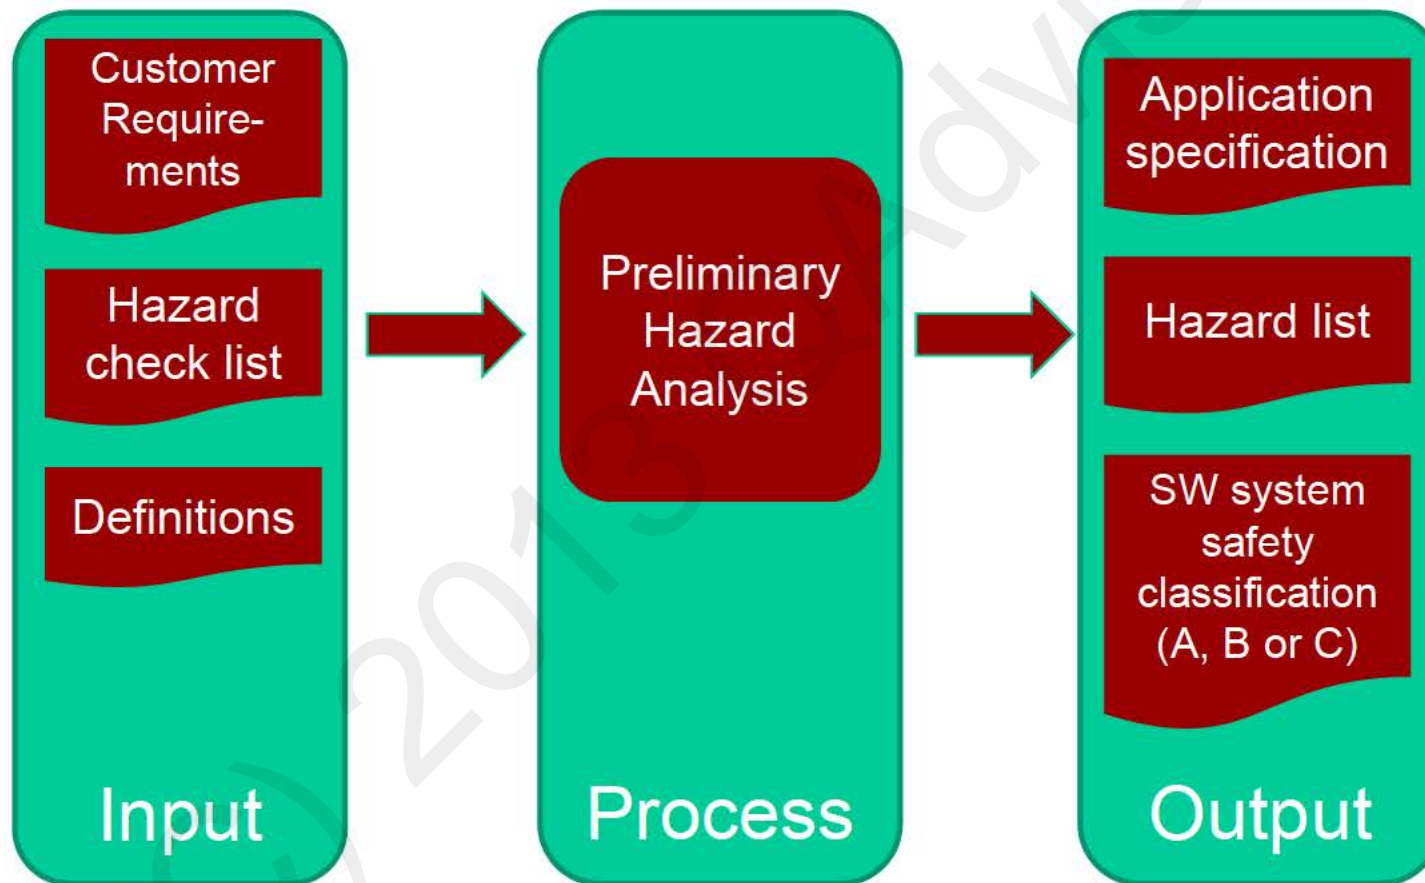 Customer
Require-
ments
Hazard
check list
Definitions
Input
Preliminary
Hazard
Analysis
Process
Application
specification
Hazard list
SW system
safety
classification
(A, B or C)
Output
) 2013